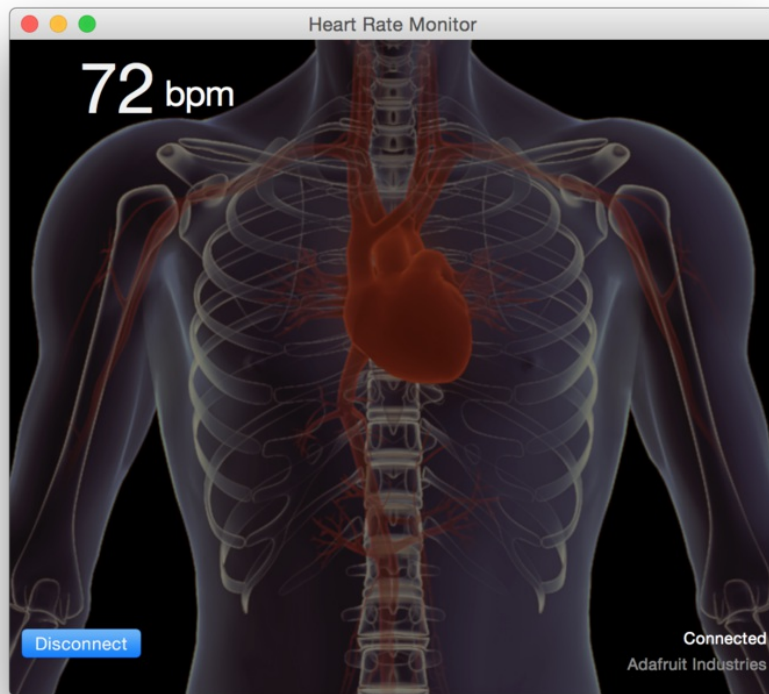 Heart Rate Monitor
72 bpm
Disconnect
Connected
Adafruit Industries